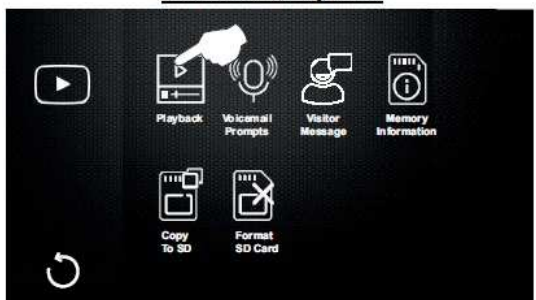 Playback
Voicemail
Prompts
Visitor
Message
Memory
Information
Copy
To SD
Format
SD Card